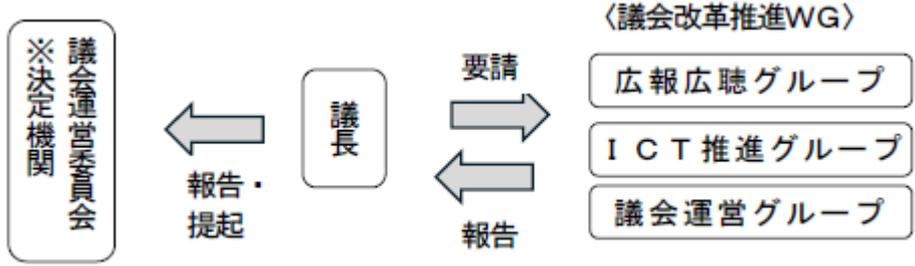 議会運営委員会
※決定機関
報告・
提起
議長
要請
報告
〈議会改革推進WG〉
広報広聴グループ
ＩＣＴ推進グループ
議会運営グループ